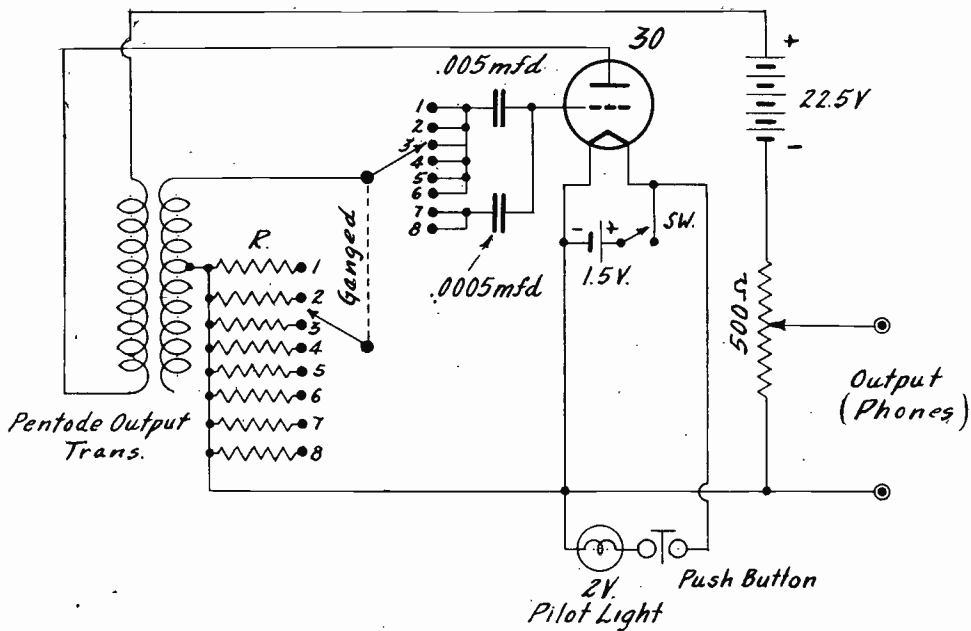 30
+
.005mfd
22.5V
-
1
2
3
4
5
6
7
8
- +
SW.
1.5V.
.0005mfd
Ganged
R.
1
2
3
4
5
6
7
8
500Ω
Output
(Phones)
Pentode Output
Trans.
2V.
Pilot Light
Push Button